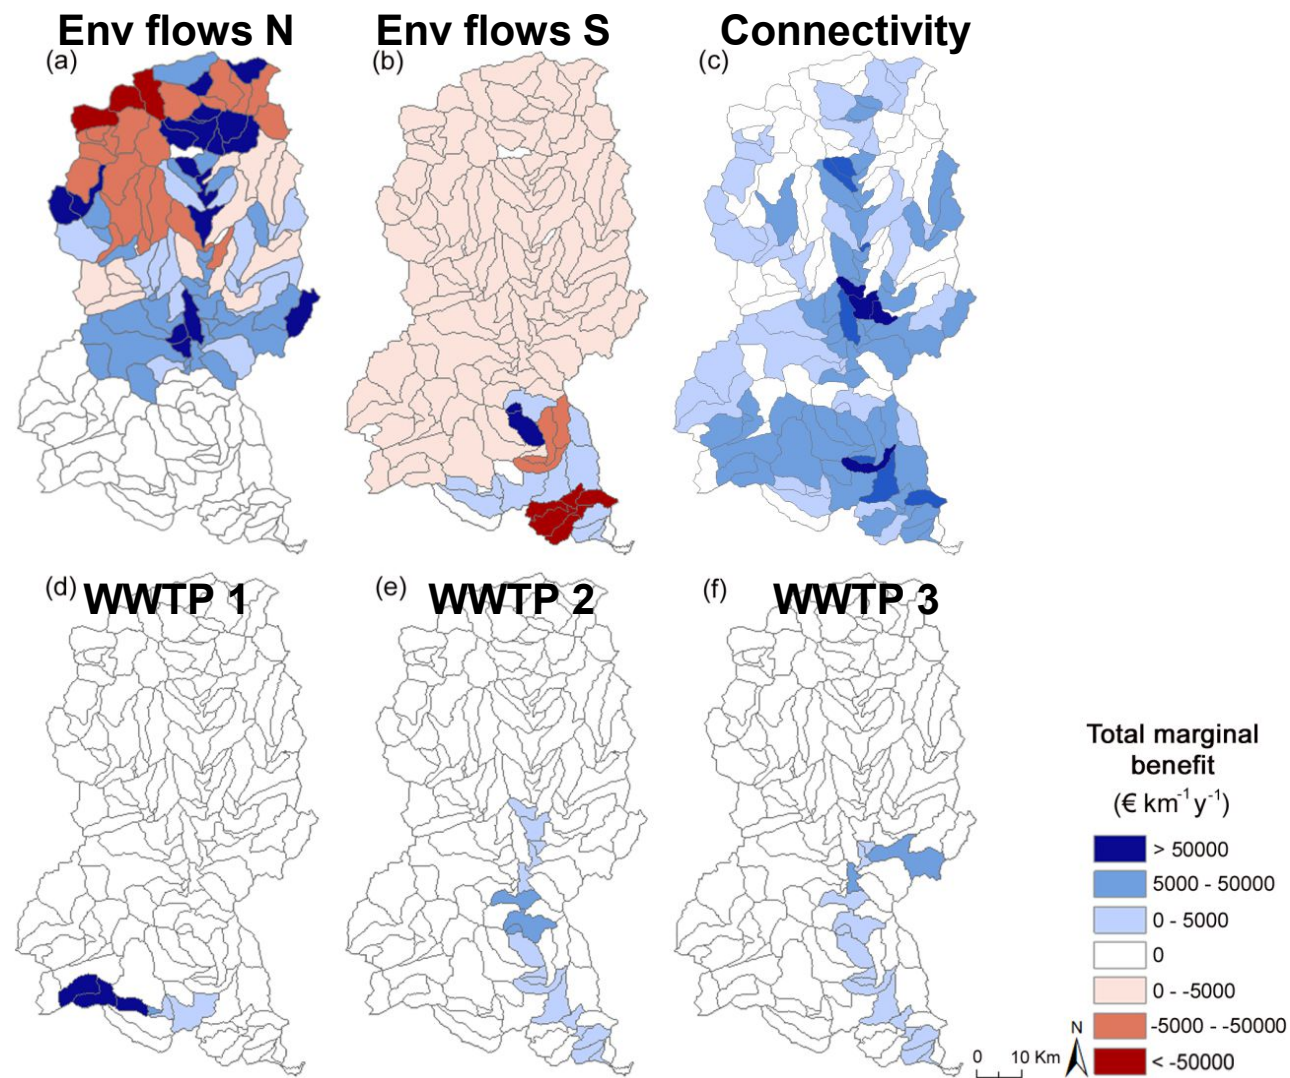 Env flows N
Env flows S
Connectivity
(a)
(b)
(c)
(d)
WWTP 1
(e)
WWTP 2
(f)
WWTP 3
Total marginal
benefit
(€ km⁻¹ y⁻¹)
> 50000
5000 - 50000
0 - 5000
0
0 - -5000
-5000 - -50000
< -50000
N
0 10 Km